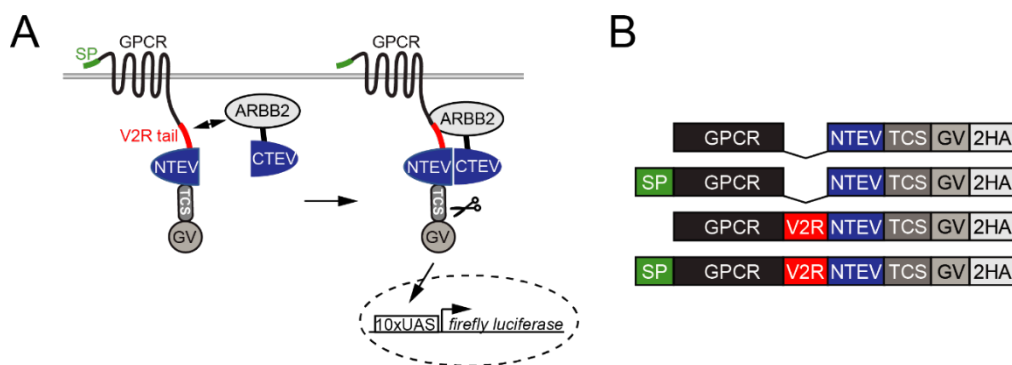 A
SP
GPCR
V2R tail
ARBB2
NTEV
CTEV
TCS
GV
GPCR
ARBB2
NTEV
CTEV
TCS
GV
10xUAS firefly luciferase
B
GPCR NTEV TCS GV 2HA
SP GPCR NTEV TCS GV 2HA
GPCR V2R NTEV TCS GV 2HA
SP GPCR V2R NTEV TCS GV 2HA